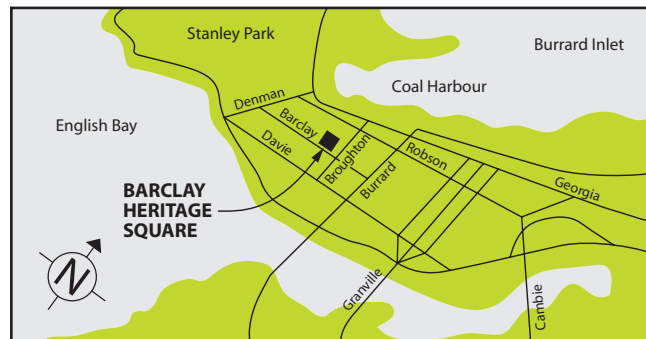 Stanley Park
Burrard Inlet
Coal Harbour
Denman
English Bay
Barclay
Davie
Broughton
Robson
Burrard
Georgia
BARCLAY
HERITAGE
SQUARE
N
Granville
Cambie